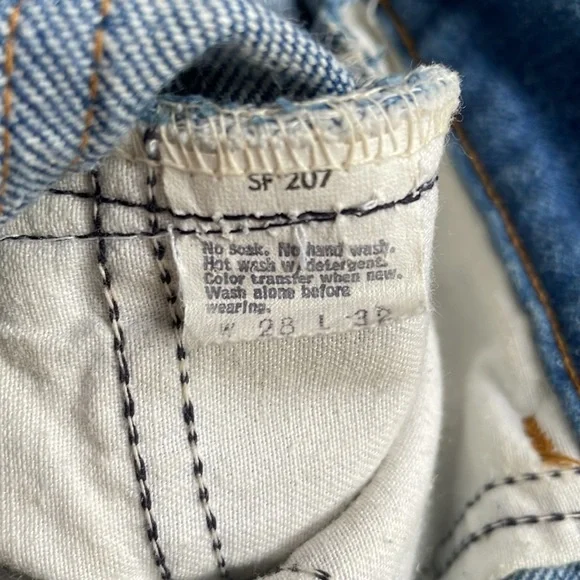 SF 207
No soak. No hand wash.
Hot wash w/ detergent.
Color transfer when new.
Wash alone before
wearing.
W 28 L 32